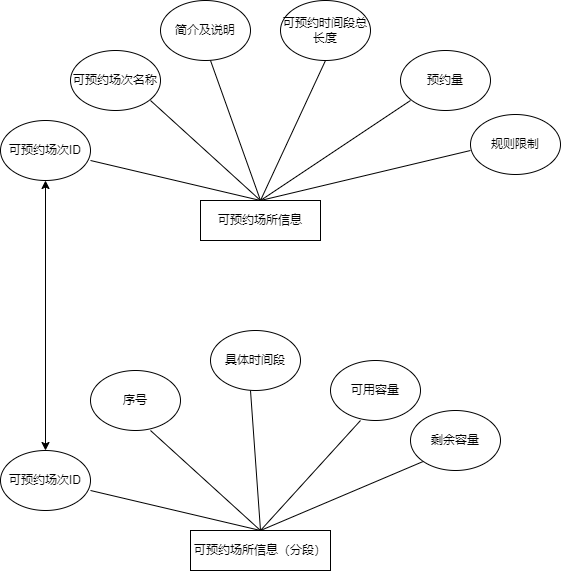 简介及说明
可预约时间段总
长度
可预约场次名称
预约量
可预约场次ID
规则限制
可预约场所信息
具体时间段
序号
可用容量
剩余容量
可预约场次ID
可预约场所信息（分段）